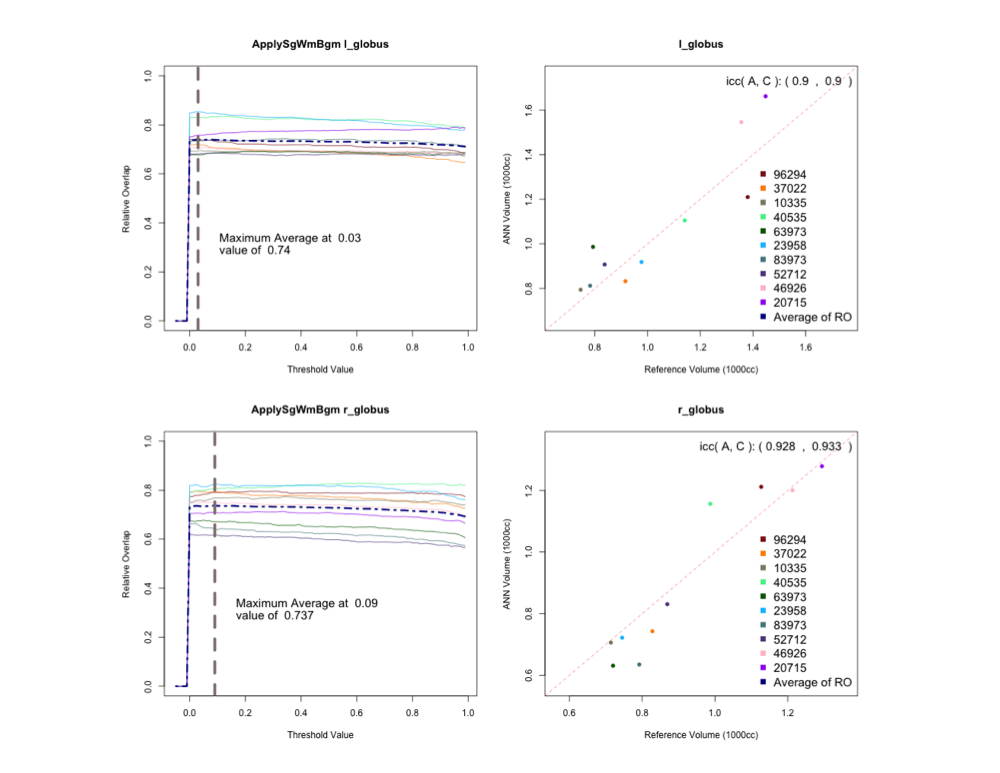 ApplySgWmBgm l_globus
Relative Overlap
0.0 0.2 0.4 0.6 0.8 1.0
Maximum Average at 0.03
value of 0.74
0.0 0.2 0.4 0.6 0.8 1.0
Threshold Value
l_globus
ANN Volume (1000cc)
0.8 1.0 1.2 1.4 1.6
icc( A, C ): ( 0.9 , 0.9 )
96294
37022
10335
40535
63973
23958
83973
52712
46926
20715
Average of RO
0.8 1.0 1.2 1.4 1.6
Reference Volume (1000cc)
ApplySgWmBgm r_globus
Relative Overlap
0.0 0.2 0.4 0.6 0.8 1.0
Maximum Average at 0.09
value of 0.737
0.0 0.2 0.4 0.6 0.8 1.0
Threshold Value
r_globus
ANN Volume (1000cc)
0.6 0.8 1.0 1.2
icc( A, C ): ( 0.928 , 0.933 )
96294
37022
10335
40535
63973
23958
83973
52712
46926
20715
Average of RO
0.6 0.8 1.0 1.2
Reference Volume (1000cc)